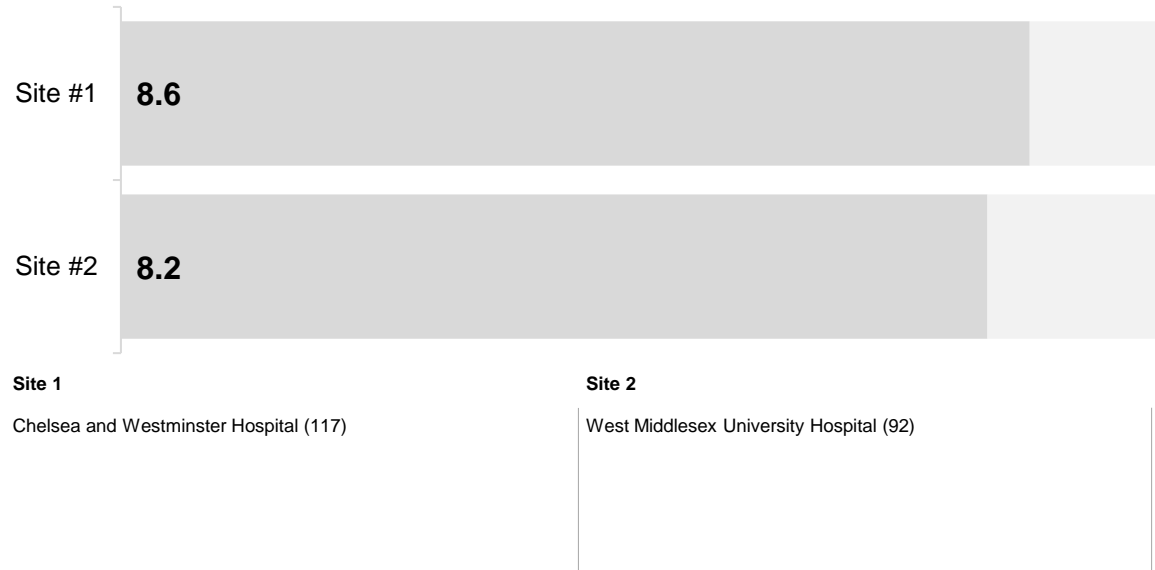 Site #1 8.6
Site #2 8.2
Site 1
Chelsea and Westminster Hospital (117)
Site 2
West Middlesex University Hospital (92)